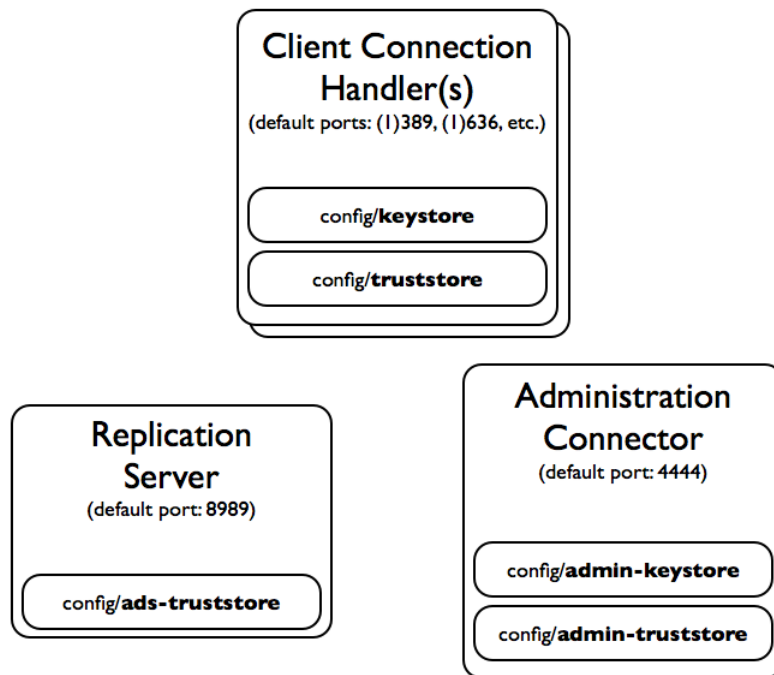 Client Connection
Handler(s)
(default ports: (1)389, (1)636, etc.)
config/keystore
config/truststore
Replication
Server
(default port: 8989)
config/ads-truststore
Administration
Connector
(default port: 4444)
config/admin-keystore
config/admin-truststore